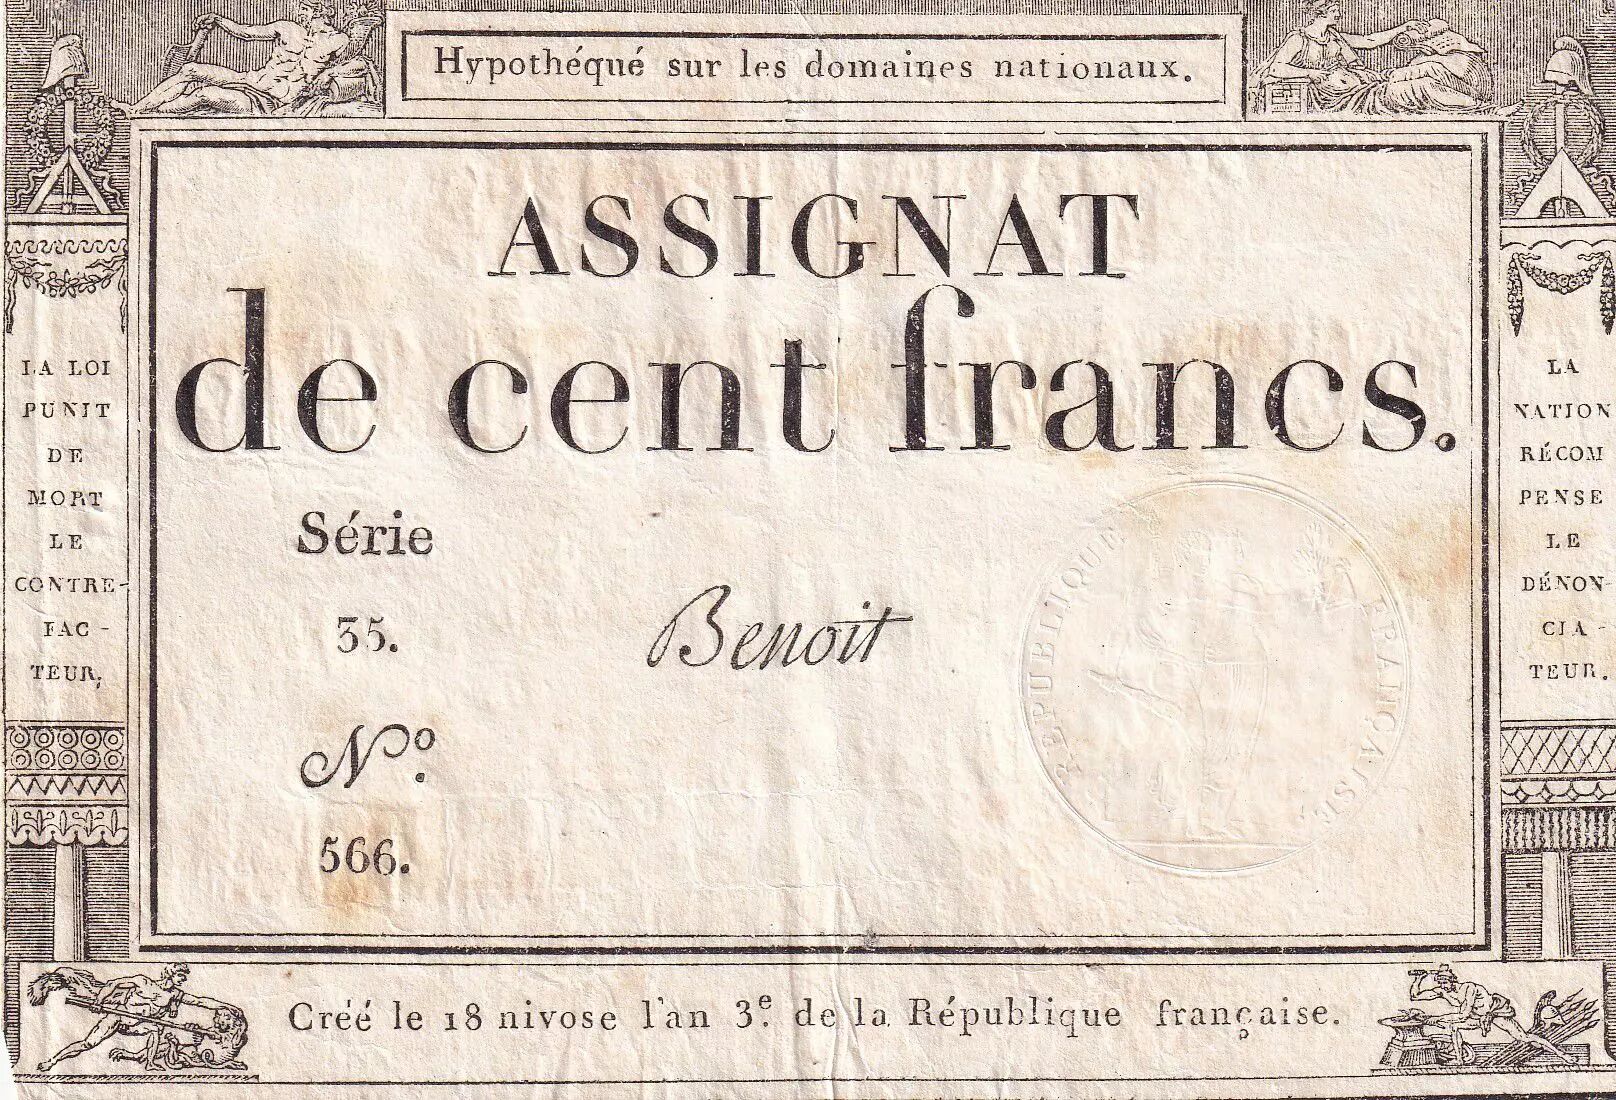 Hypothéqué sur les domaines nationaux.
ASSIGNAT
de cent francs.
Série
35.
Nº.
566.
Benoit
RÉPUBLIQUE FRANÇAISE
LA LOI
PUNIT
DE
MORT
LE
CONTRE-
FAC-
TEUR.
LA
NATION
RÉCOM
PENSE
LE
DÉNON-
CIA-
TEUR.
Créé le 18 nivose l'an 3e. de la République française.